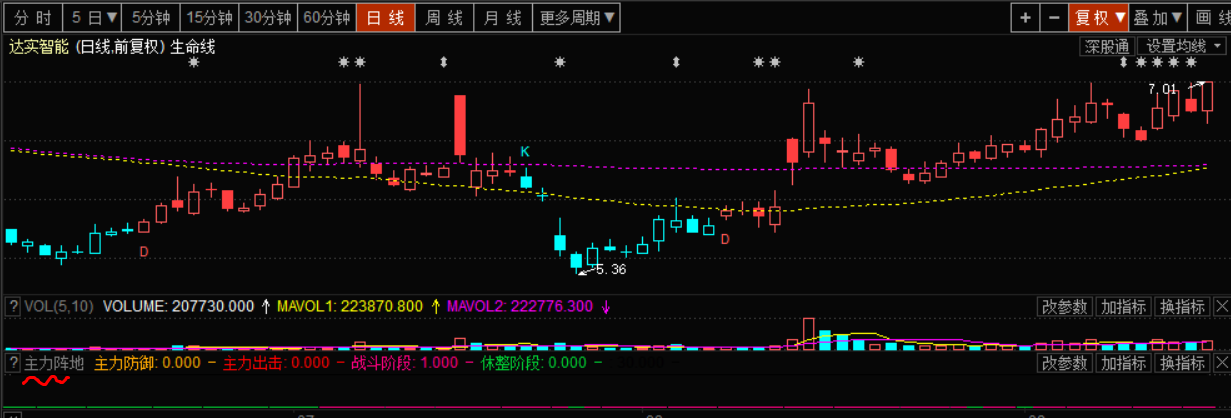 分时 5日▼ 5分钟 15分钟 30分钟 60分钟 日线 周线 月线 更多周期▼ + − 复权▼ 叠加▼ 画线
达实智能 (日线.前复权) 生命线 深股通 设置均线
7.01
K
D
D
5.36
? VOL(5,10) VOLUME: 207730.000 ↑ MAVOL1: 223870.800 ↑ MAVOL2: 222776.300 ↓ 改参数 加指标 换指标 X
? 主力阵地 主力防御: 0.000 − 主力出击: 0.000 − 战斗阶段: 1.000 − 休整阶段: 0.000 − 改参数 加指标 换指标 X